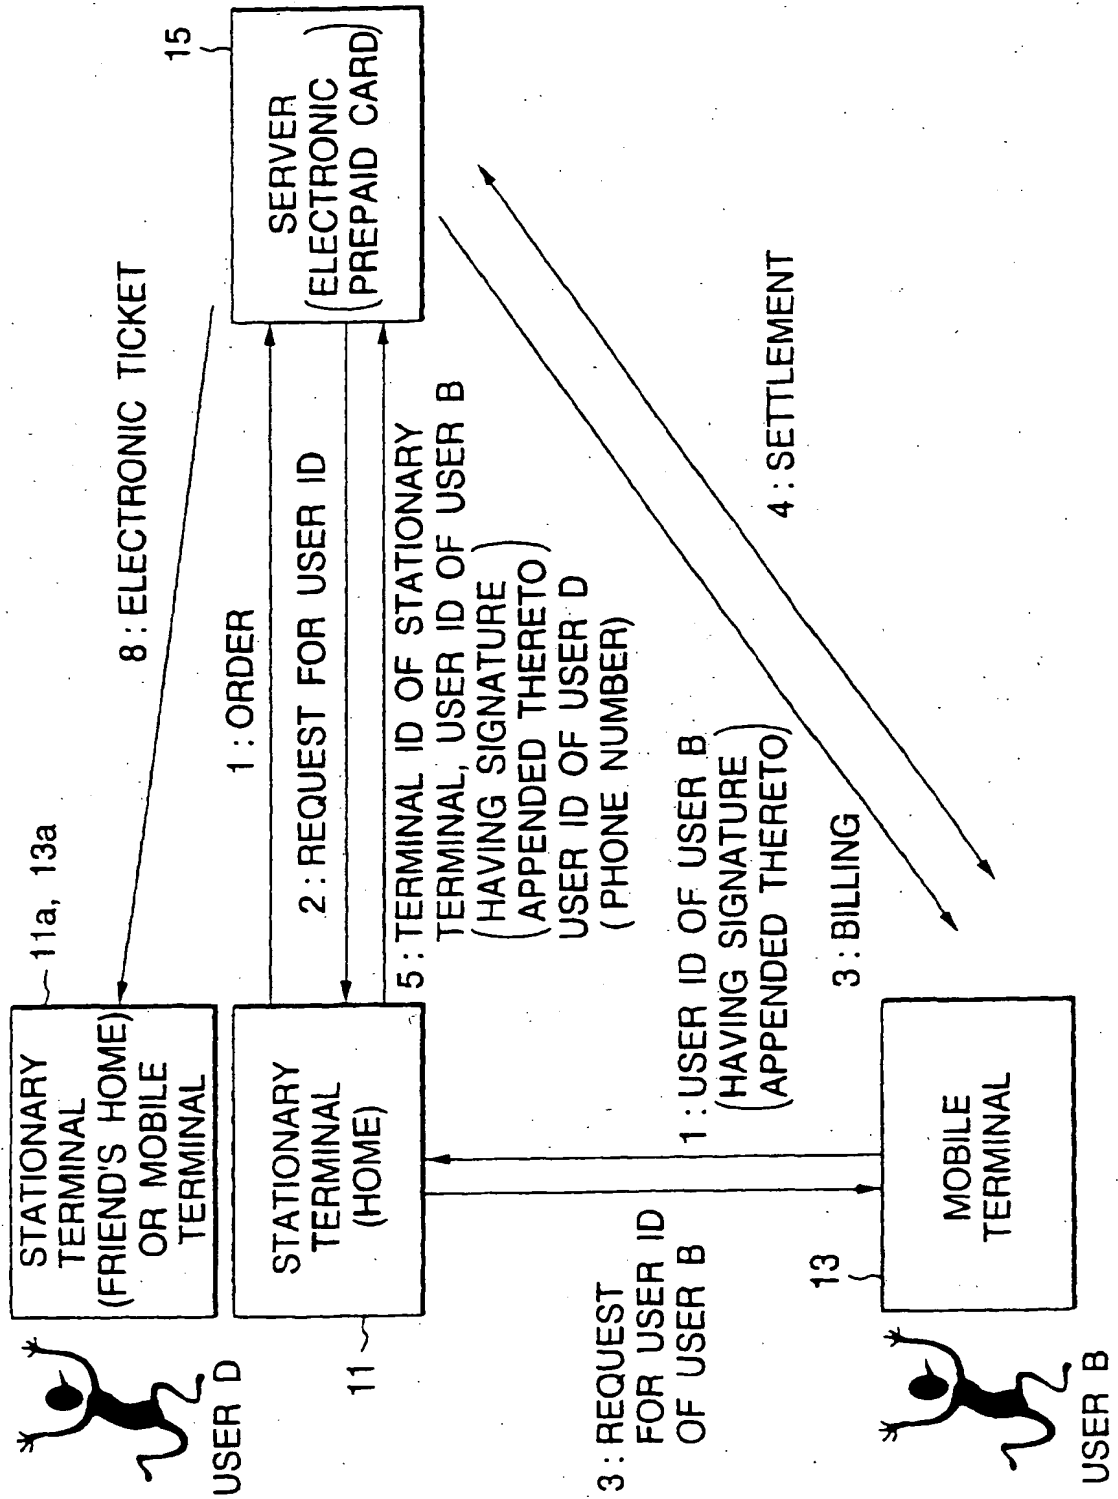 USER D
STATIONARY
TERMINAL
(FRIEND'S HOME)
OR MOBILE
TERMINAL
11a, 13a
8 : ELECTRONIC TICKET
15
SERVER
(ELECTRONIC
PREPAID CARD)
STATIONARY
TERMINAL
(HOME)
11
1 : ORDER
2 : REQUEST FOR USER ID
5 : TERMINAL ID OF STATIONARY
TERMINAL, USER ID OF USER B
(HAVING SIGNATURE
APPENDED THERETO)
USER ID OF USER D
(PHONE NUMBER)
3 : REQUEST
FOR USER ID
OF USER B
1 : USER ID OF USER B
(HAVING SIGNATURE
APPENDED THERETO)
3 : BILLING
4 : SETTLEMENT
13
MOBILE
TERMINAL
USER B